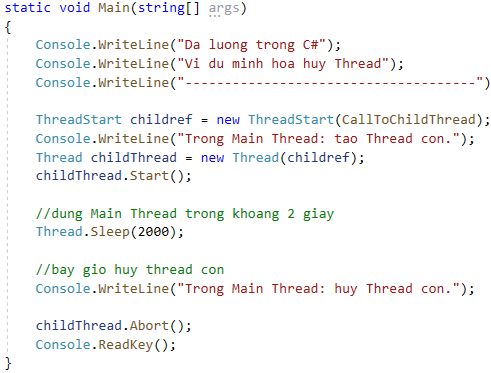 static void Main(string[] args)
{
    Console.WriteLine("Da luong trong C#");
    Console.WriteLine("Vi du minh hoa huy Thread");
    Console.WriteLine("------------------------------------")

    ThreadStart childref = new ThreadStart(CallToChildThread);
    Console.WriteLine("Trong Main Thread: tao Thread con.");
    Thread childThread = new Thread(childref);
    childThread.Start();

    //dung Main Thread trong khoang 2 giay
    Thread.Sleep(2000);

    //bay gio huy thread con
    Console.WriteLine("Trong Main Thread: huy Thread con.");

    childThread.Abort();
    Console.ReadKey();
}